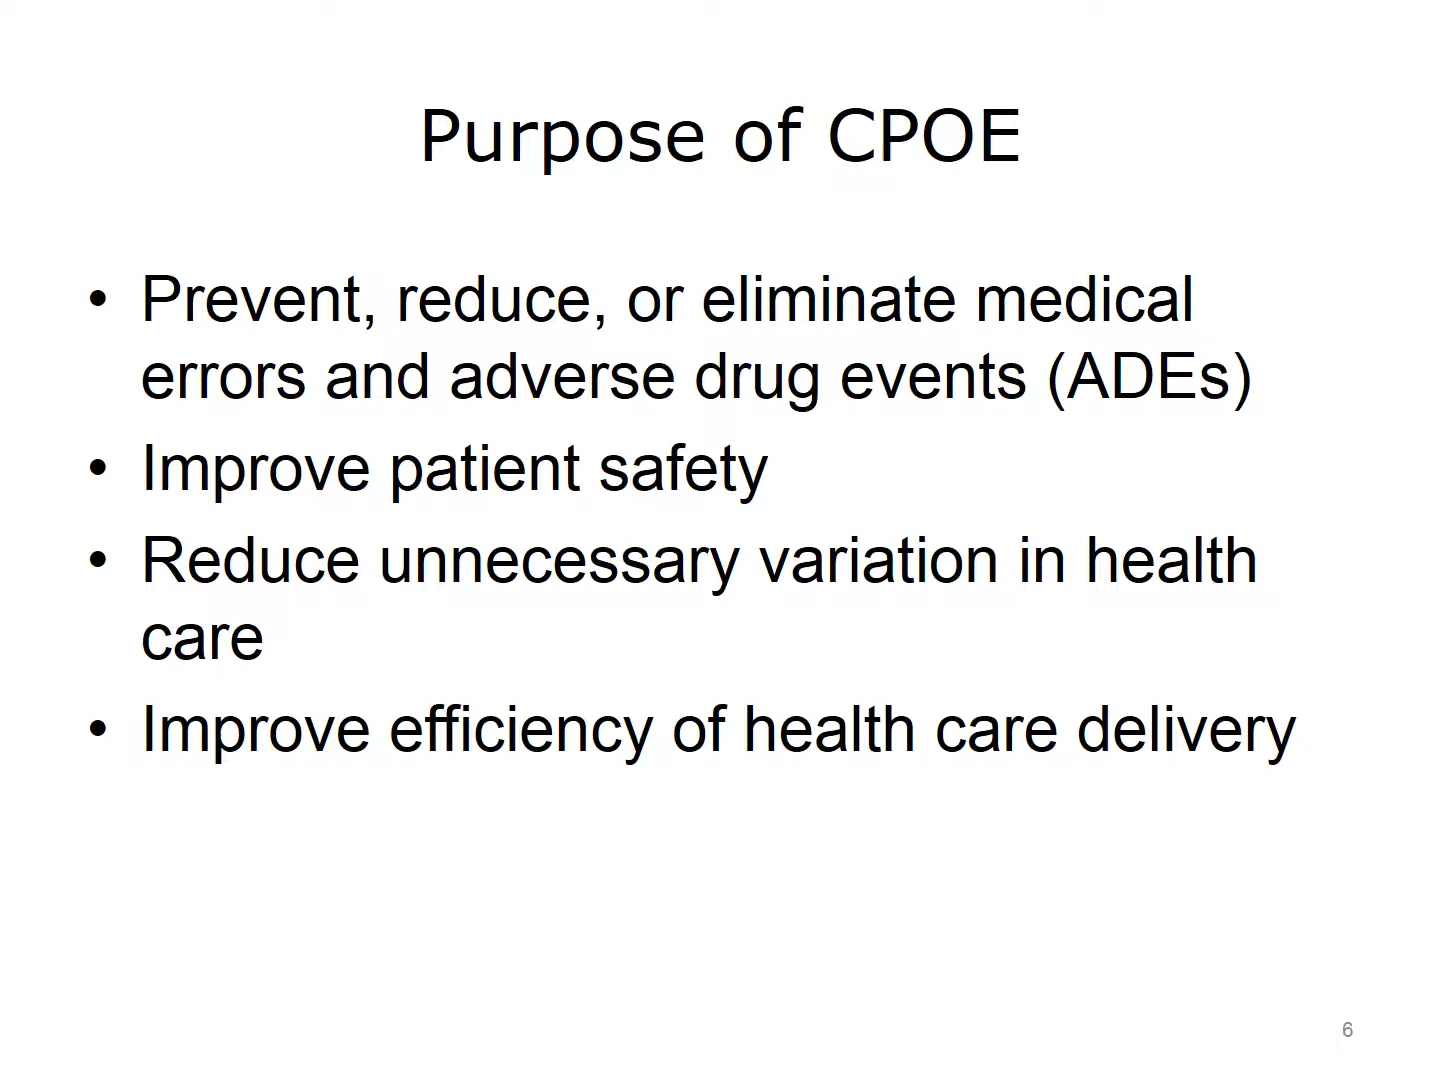 Purpose of CPOE
• Prevent, reduce, or eliminate medical
errors and adverse drug events (ADEs)
• Improve patient safety
• Reduce unnecessary variation in health
care
• Improve efficiency of health care delivery
6